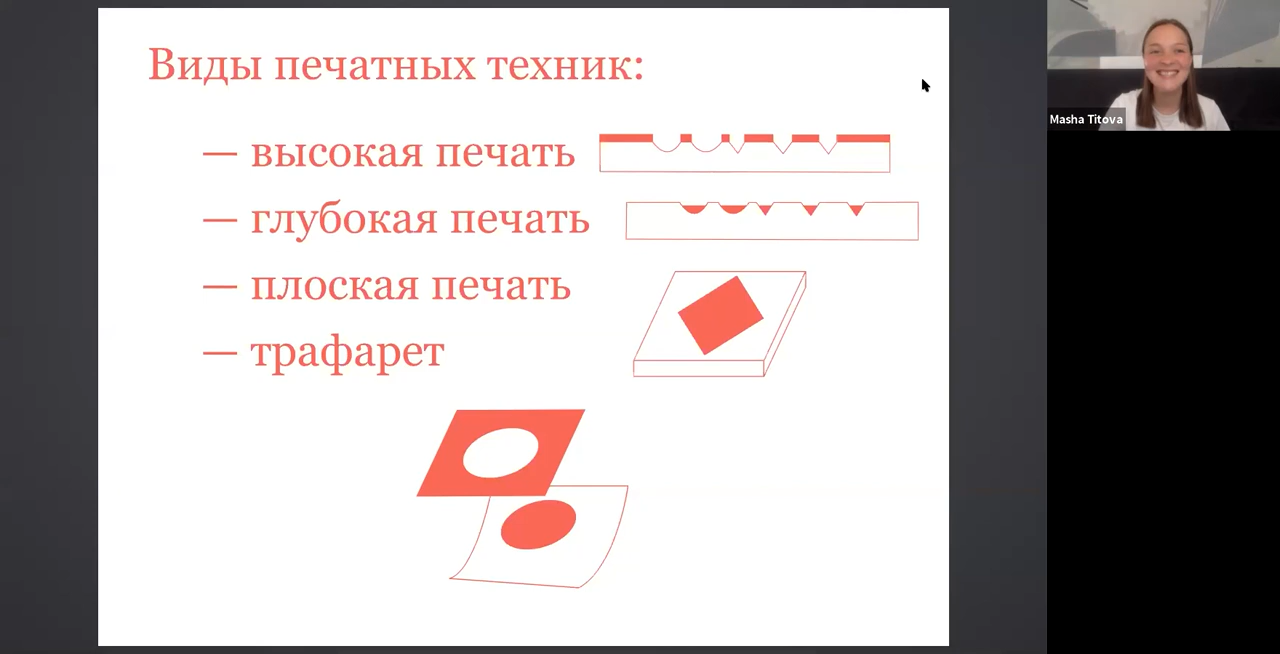 Виды печатных техник:
— высокая печать
— глубокая печать
— плоская печать
— трафарет
Masha Titova